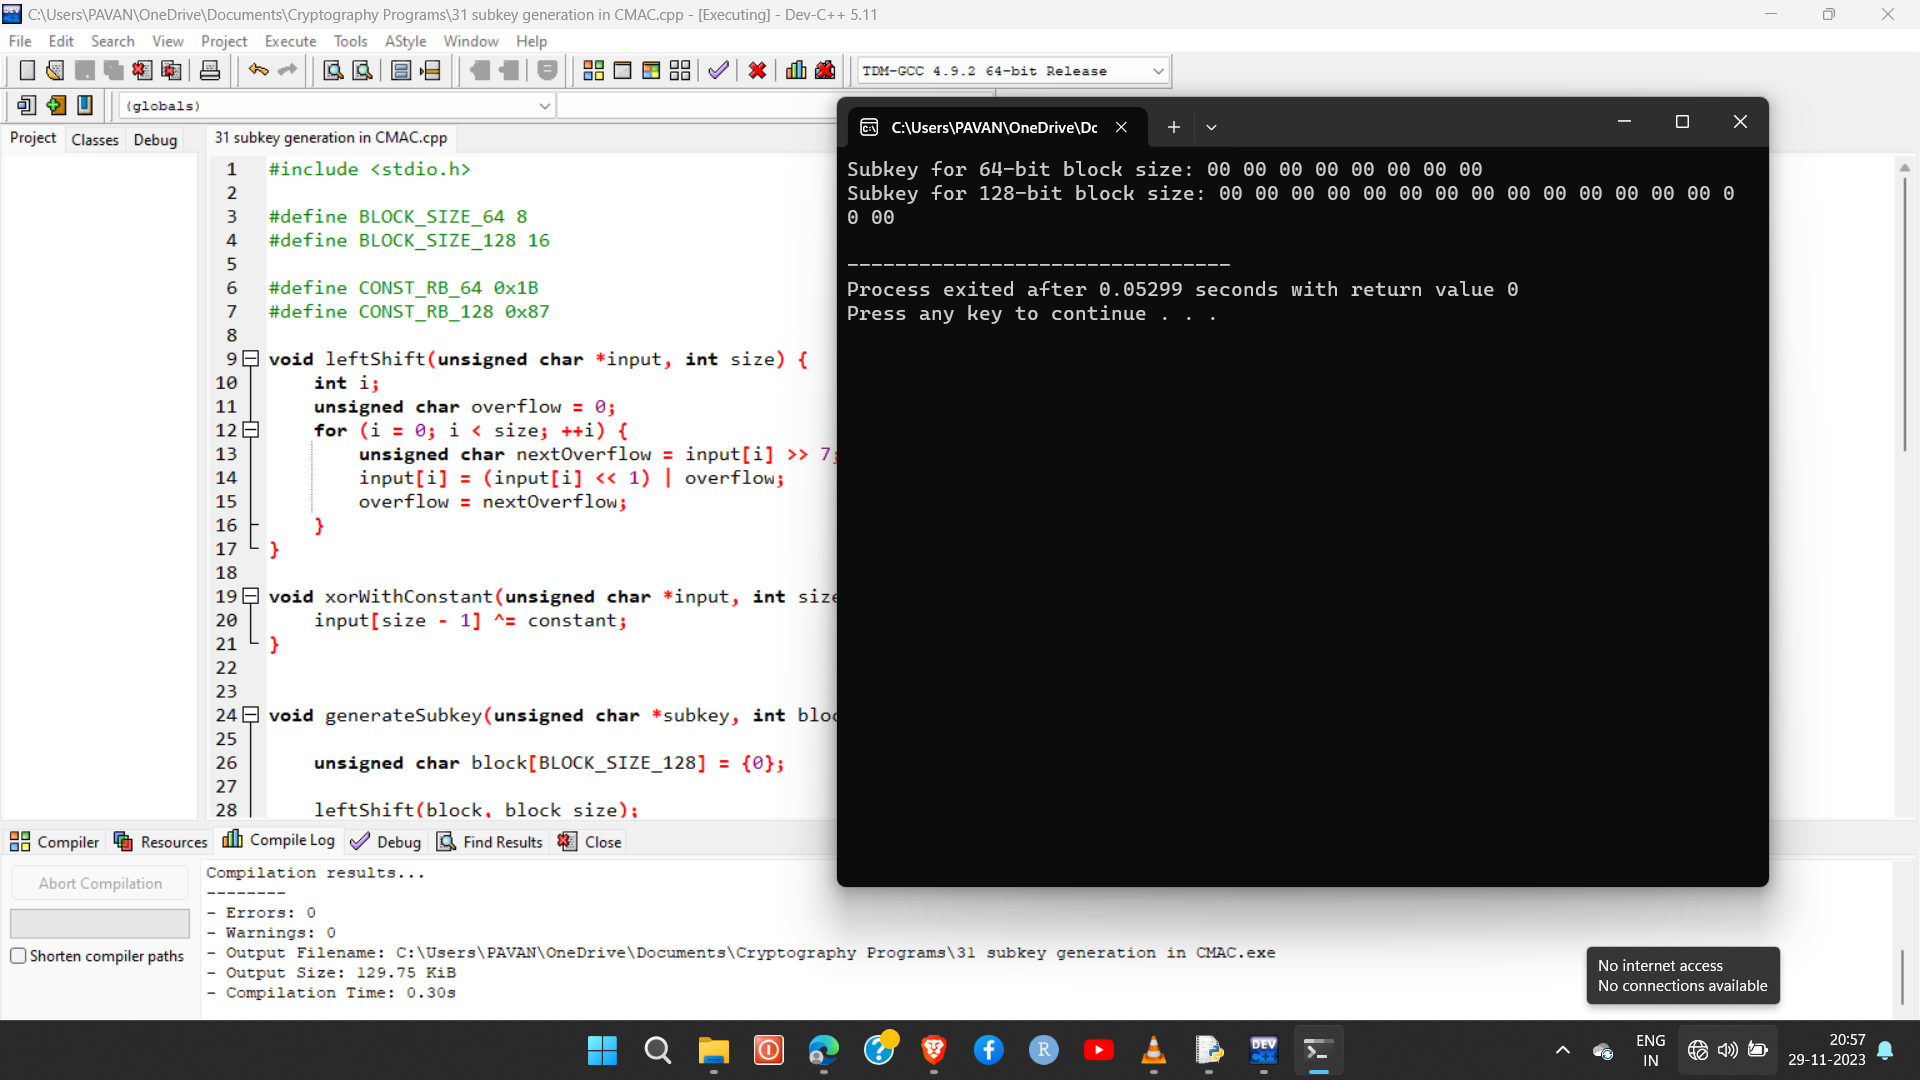 C:\Users\PAVAN\OneDrive\Documents\Cryptography Programs\31 subkey generation in CMAC.cpp - [Executing] - Dev-C++ 5.11
File Edit Search View Project Execute Tools AStyle Window Help
TDM-GCC 4.9.2 64-bit Release
(globals)
Project Classes Debug
31 subkey generation in CMAC.cpp
1 #include <stdio.h>
2
3 #define BLOCK_SIZE_64 8
4 #define BLOCK_SIZE_128 16
5
6 #define CONST_RB_64 0x1B
7 #define CONST_RB_128 0x87
8
9 void leftShift(unsigned char *input, int size) {
10 int i;
11 unsigned char overflow = 0;
12 for (i = 0; i < size; ++i) {
13 unsigned char nextOverflow = input[i] >> 7;
14 input[i] = (input[i] << 1) | overflow;
15 overflow = nextOverflow;
16 }
17 }
18
19 void xorWithConstant(unsigned char *input, int size
20 input[size - 1] ^= constant;
21 }
22
23
24 void generateSubkey(unsigned char *subkey, int bloc
25
26 unsigned char block[BLOCK_SIZE_128] = {0};
27
28 leftShift(block, block_size);
C:\Users\PAVAN\OneDrive\Dc
Subkey for 64-bit block size: 00 00 00 00 00 00 00 00
Subkey for 128-bit block size: 00 00 00 00 00 00 00 00 00 00 00 00 00 00 0
0 00
--------------------------------
Process exited after 0.05299 seconds with return value 0
Press any key to continue . . .
Compiler Resources Compile Log Debug Find Results Close
Abort Compilation
Shorten compiler paths
Compilation results...
--------
- Errors: 0
- Warnings: 0
- Output Filename: C:\Users\PAVAN\OneDrive\Documents\Cryptography Programs\31 subkey generation in CMAC.exe
- Output Size: 129.75 KiB
- Compilation Time: 0.30s
No internet access
No connections available
DEV
C++
R
ENG
IN
20:57
29-11-2023